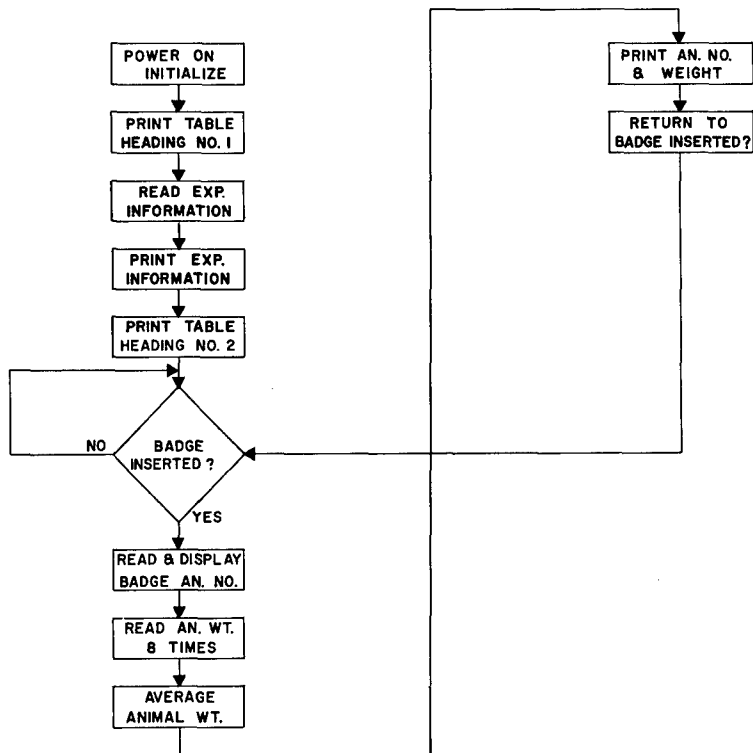 POWER ON
INITIALIZE
PRINT TABLE
HEADING NO. 1
READ EXP.
INFORMATION
PRINT EXP.
INFORMATION
PRINT TABLE
HEADING NO. 2
BADGE
INSERTED ?
NO
YES
READ & DISPLAY
BADGE AN. NO.
READ AN. WT.
8 TIMES
AVERAGE
ANIMAL WT.
PRINT AN. NO.
& WEIGHT
RETURN TO
BADGE INSERTED?